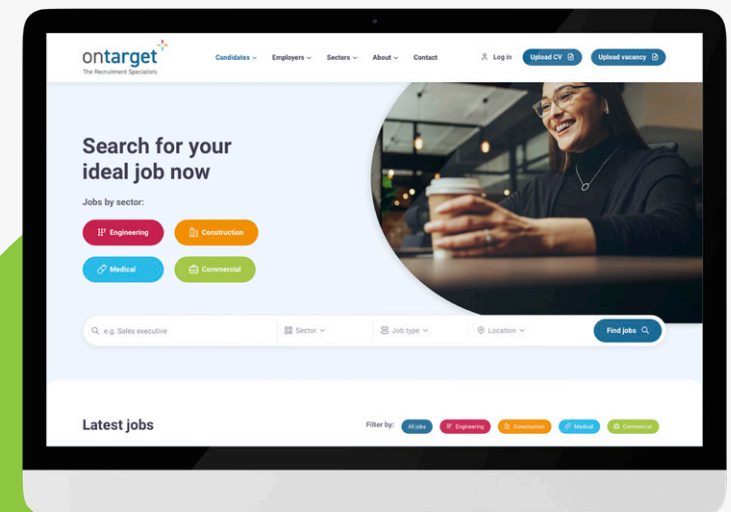 ontarget
The Recruitment Specialists
Candidates Employers Sectors About Contact Log in Upload CV Upload vacancy
Search for your
ideal job now
Jobs by sector:
Engineering Construction
Medical Commercial
e.g. Sales executive Sector Job type Location Find jobs
Latest jobs Filter by: All jobs Engineering Construction Medical Commercial